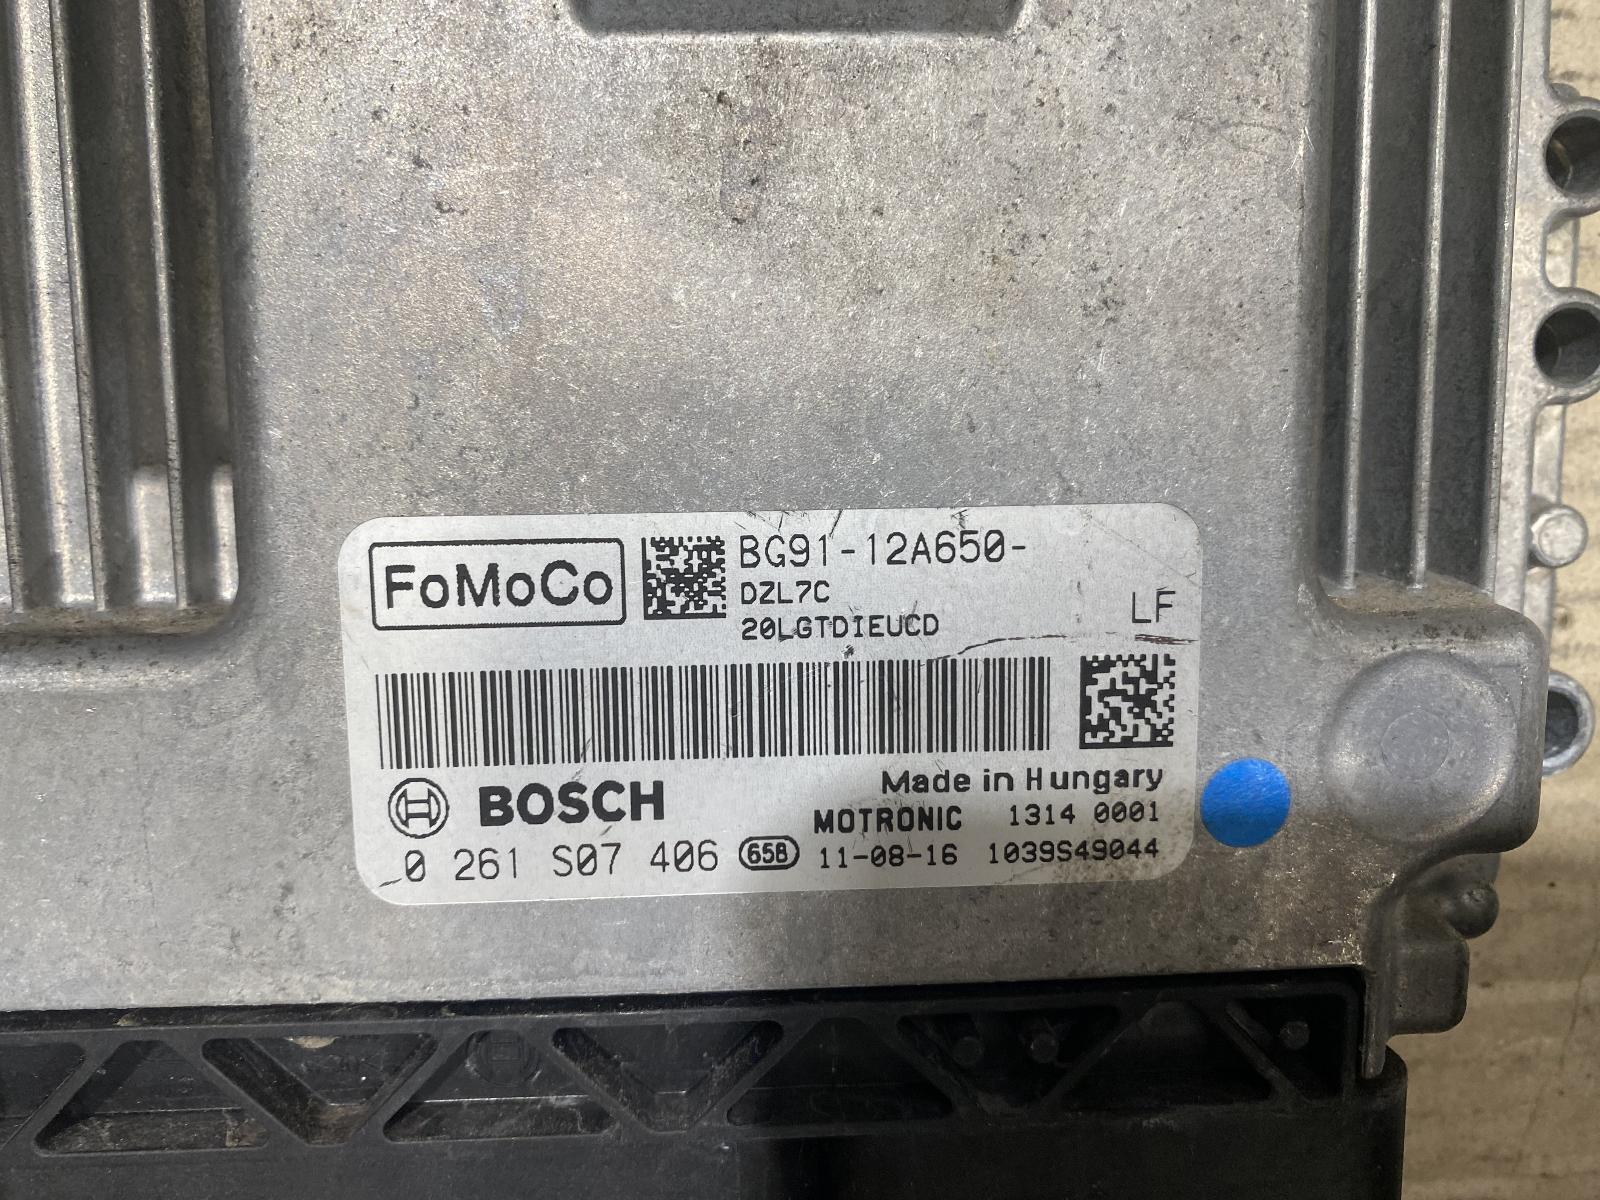 FoMoCo
BG91-12A650-
DZL7C
20LGTDIEUCD
LF
BOSCH
Made in Hungary
MOTRONIC 1314 0001
0 261 S07 406 65B 11-08-16 1039S49044